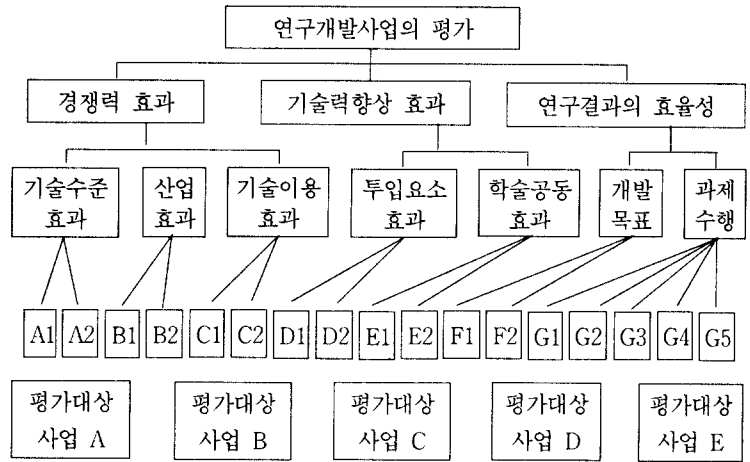 연구개발사업의 평가
경쟁력 효과
기술력향상 효과
연구결과의 효율성
기술수준
효과
산업
효과
기술이용
효과
투입요소
효과
학술공동
효과
개발
목표
과제
수행
A1 A2 B1 B2 C1 C2 D1 D2 E1 E2 F1 F2 G1 G2 G3 G4 G5
평가대상
사업 A
평가대상
사업 B
평가대상
사업 C
평가대상
사업 D
평가대상
사업 E